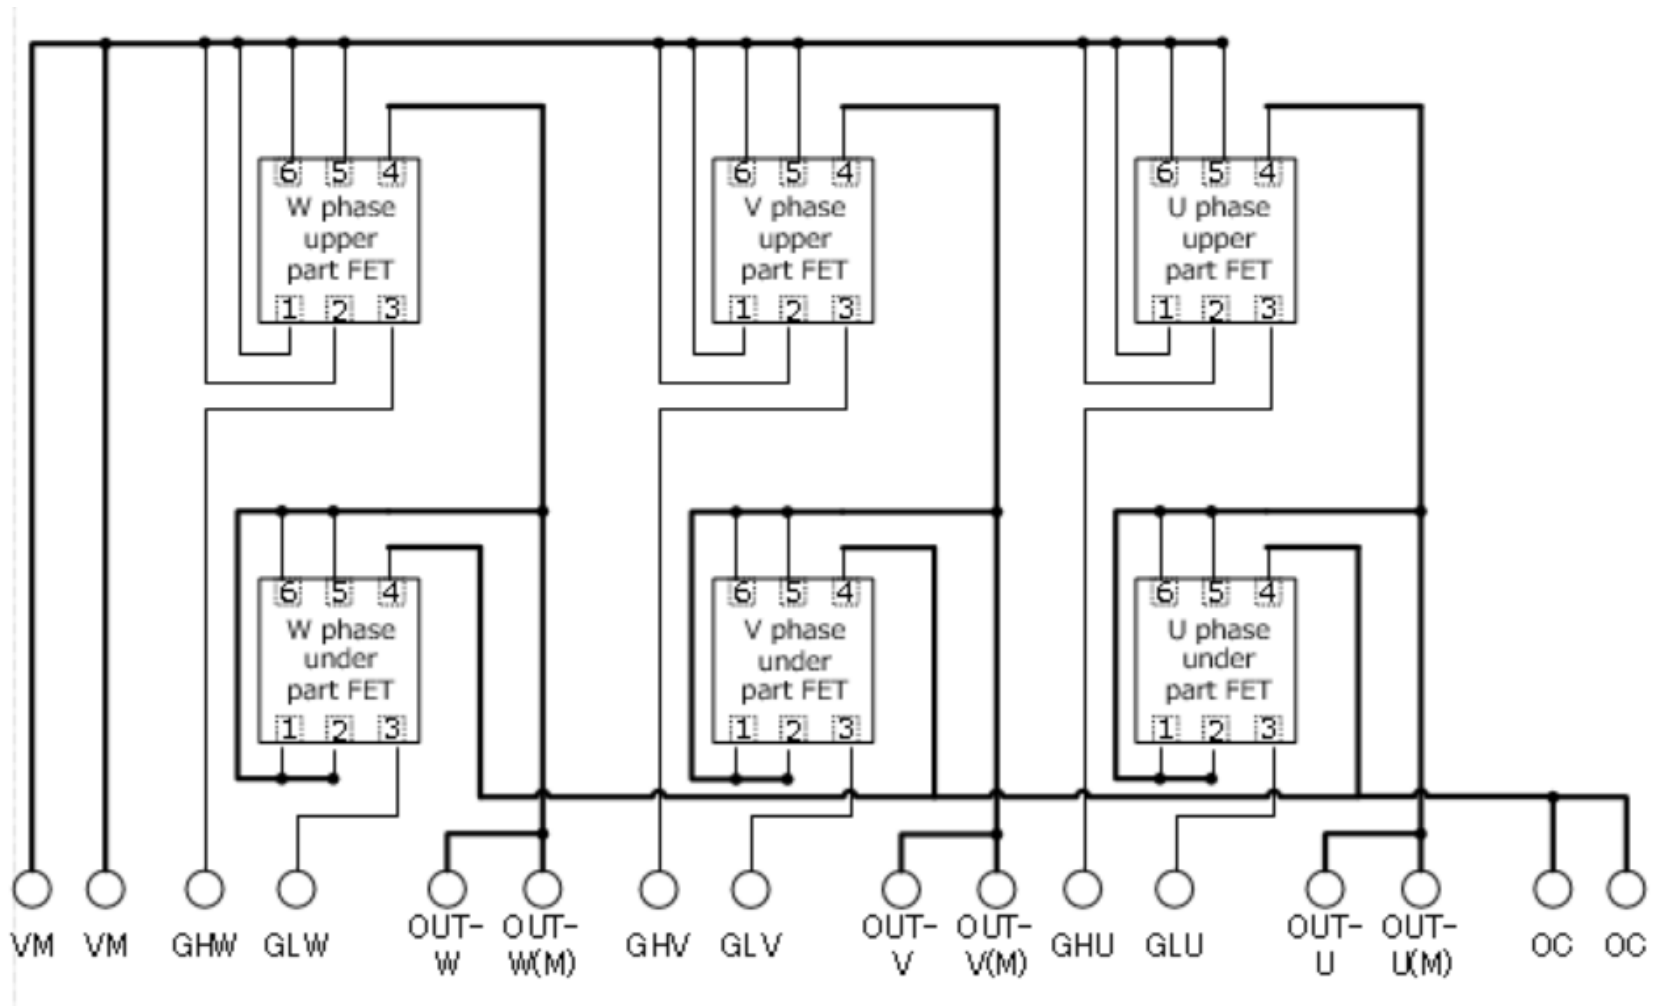 6 5 4
W phase
upper
part FET
1 2 3
6 5 4
V phase
upper
part FET
1 2 3
6 5 4
U phase
upper
part FET
1 2 3
6 5 4
W phase
under
part FET
1 2 3
6 5 4
V phase
under
part FET
1 2 3
6 5 4
U phase
under
part FET
1 2 3
VM
VM
GHW
GLW
OUT-
W
OUT-
W(M)
GHV
GLV
OUT-
V
OUT-
V(M)
GHU
GLU
OUT-
U
OUT-
U(M)
OC
OC